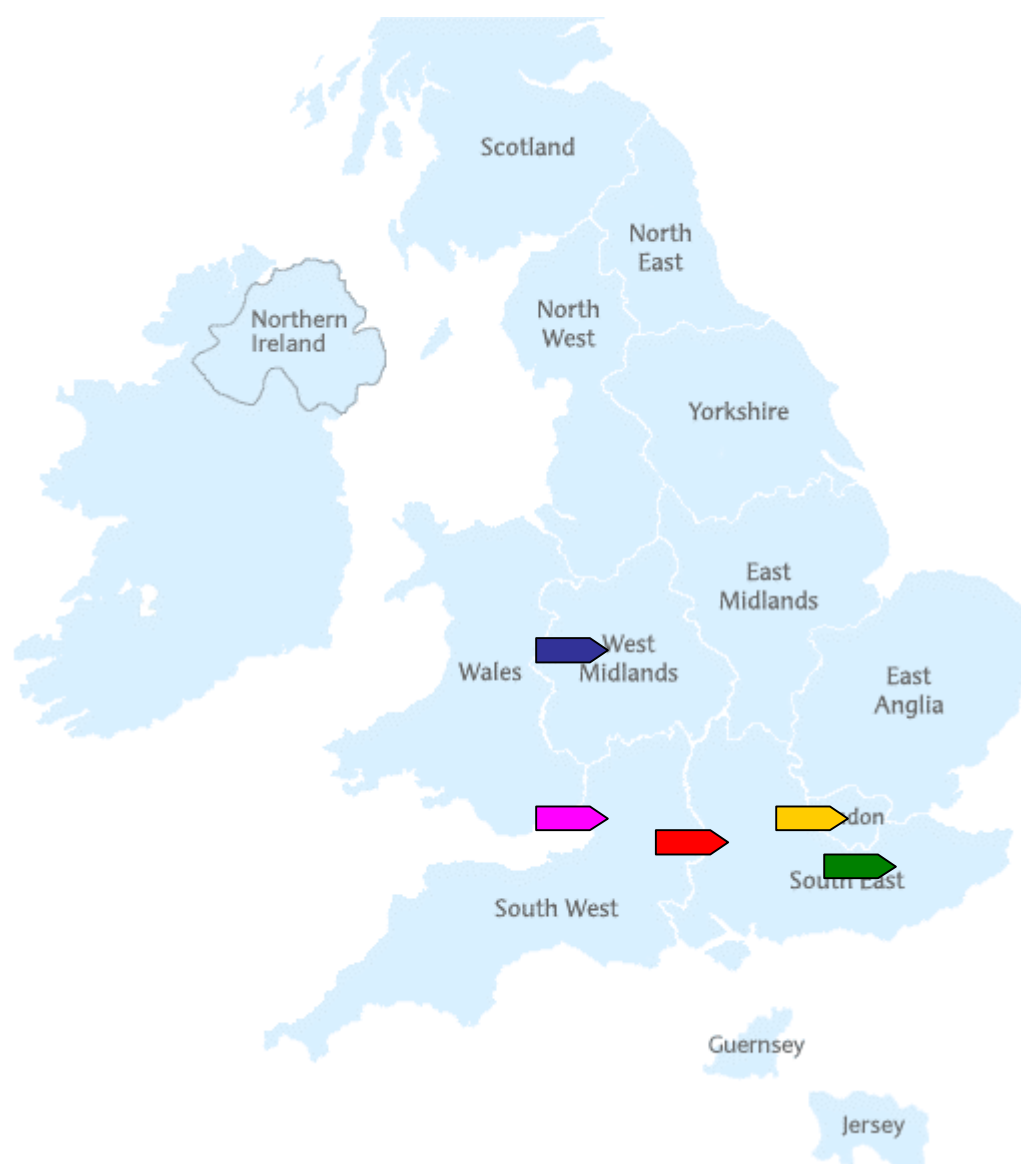 Scotland
North
East
North
West
Northern
Ireland
Yorkshire
East
Midlands
West
Midlands
Wales
East
Anglia
South East
South West
Guernsey
Jersey